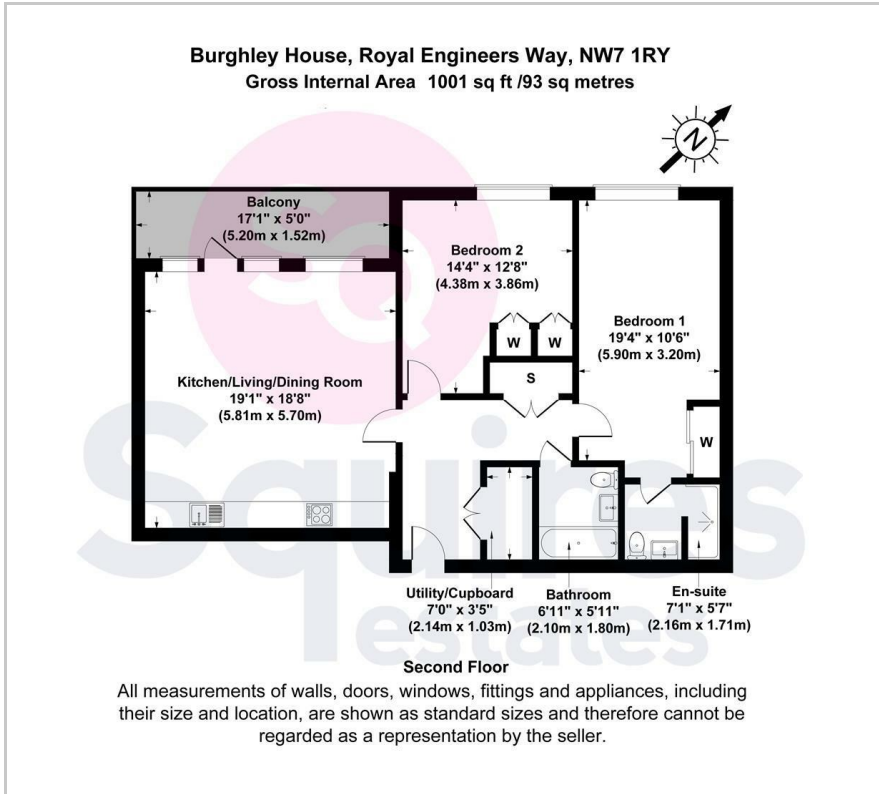 Burghley House, Royal Engineers Way, NW7 1RY
Gross Internal Area 1001 sq ft /93 sq metres
N
Balcony
17'1" x 5'0"
(5.20m x 1.52m)
Bedroom 2
14'4" x 12'8"
(4.38m x 3.86m)
Bedroom 1
19'4" x 10'6"
(5.90m x 3.20m)
W
W
S
W
Kitchen/Living/Dining Room
19'1" x 18'8"
(5.81m x 5.70m)
SQ
Squires
estates
Utility/Cupboard
7'0" x 3'5"
(2.14m x 1.03m)
Bathroom
6'11" x 5'11"
(2.10m x 1.80m)
En-suite
7'1" x 5'7"
(2.16m x 1.71m)
Second Floor
All measurements of walls, doors, windows, fittings and appliances, including
their size and location, are shown as standard sizes and therefore cannot be
regarded as a representation by the seller.